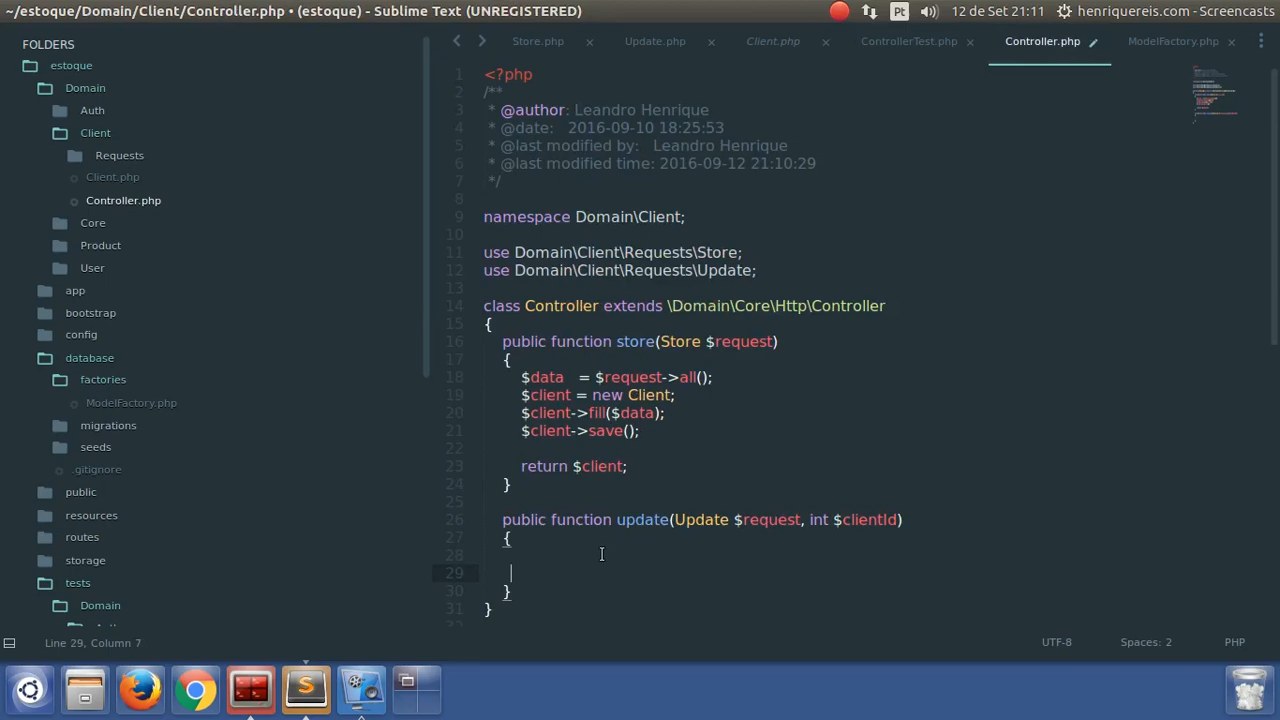 ~/estoque/Domain/Client/Controller.php • (estoque) - Sublime Text (UNREGISTERED)
Pt
12 de Set 21:11
henriquereis.com - Screencasts
FOLDERS
estoque
Domain
Auth
Client
Requests
Client.php
Controller.php
Core
Product
User
app
bootstrap
config
database
factories
ModelFactory.php
migrations
seeds
.gitignore
public
resources
routes
storage
tests
Domain
Store.php
Update.php
Client.php
ControllerTest.php
Controller.php
ModelFactory.php
1 <?php
2 /**
3 * @author: Leandro Henrique
4 * @date: 2016-09-10 18:25:53
5 * @last modified by: Leandro Henrique
6 * @last modified time: 2016-09-12 21:10:29
7 */
8
9 namespace Domain\Client;
10
11 use Domain\Client\Requests\Store;
12 use Domain\Client\Requests\Update;
13
14 class Controller extends \Domain\Core\Http\Controller
15 {
16 public function store(Store $request)
17 {
18 $data = $request->all();
19 $client = new Client;
20 $client->fill($data);
21 $client->save();
22
23 return $client;
24 }
25
26 public function update(Update $request, int $clientId)
27 {
28
29
30 }
31 }
Line 29, Column 7
UTF-8
Spaces: 2
PHP